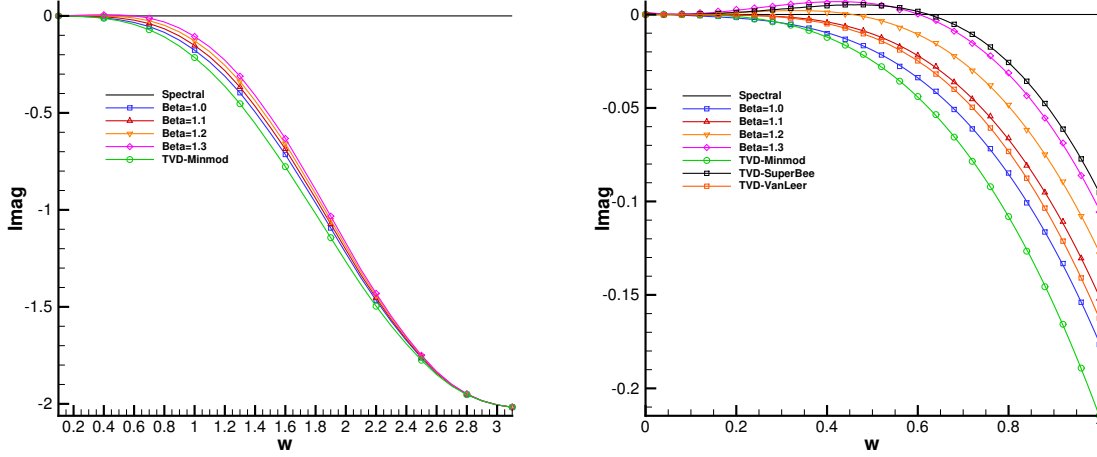 0
-0.5
-1
-1.5
-2
Imag
0.2 0.4 0.6 0.8 1 1.2 1.4 1.6 1.8 2 2.2 2.4 2.6 2.8 3
w
Spectral
Beta=1.0
Beta=1.1
Beta=1.2
Beta=1.3
TVD-Minmod
0
-0.05
-0.1
-0.15
-0.2
Imag
0 0.2 0.4 0.6 0.8
w
Spectral
Beta=1.0
Beta=1.1
Beta=1.2
Beta=1.3
TVD-Minmod
TVD-SuperBee
TVD-VanLeer